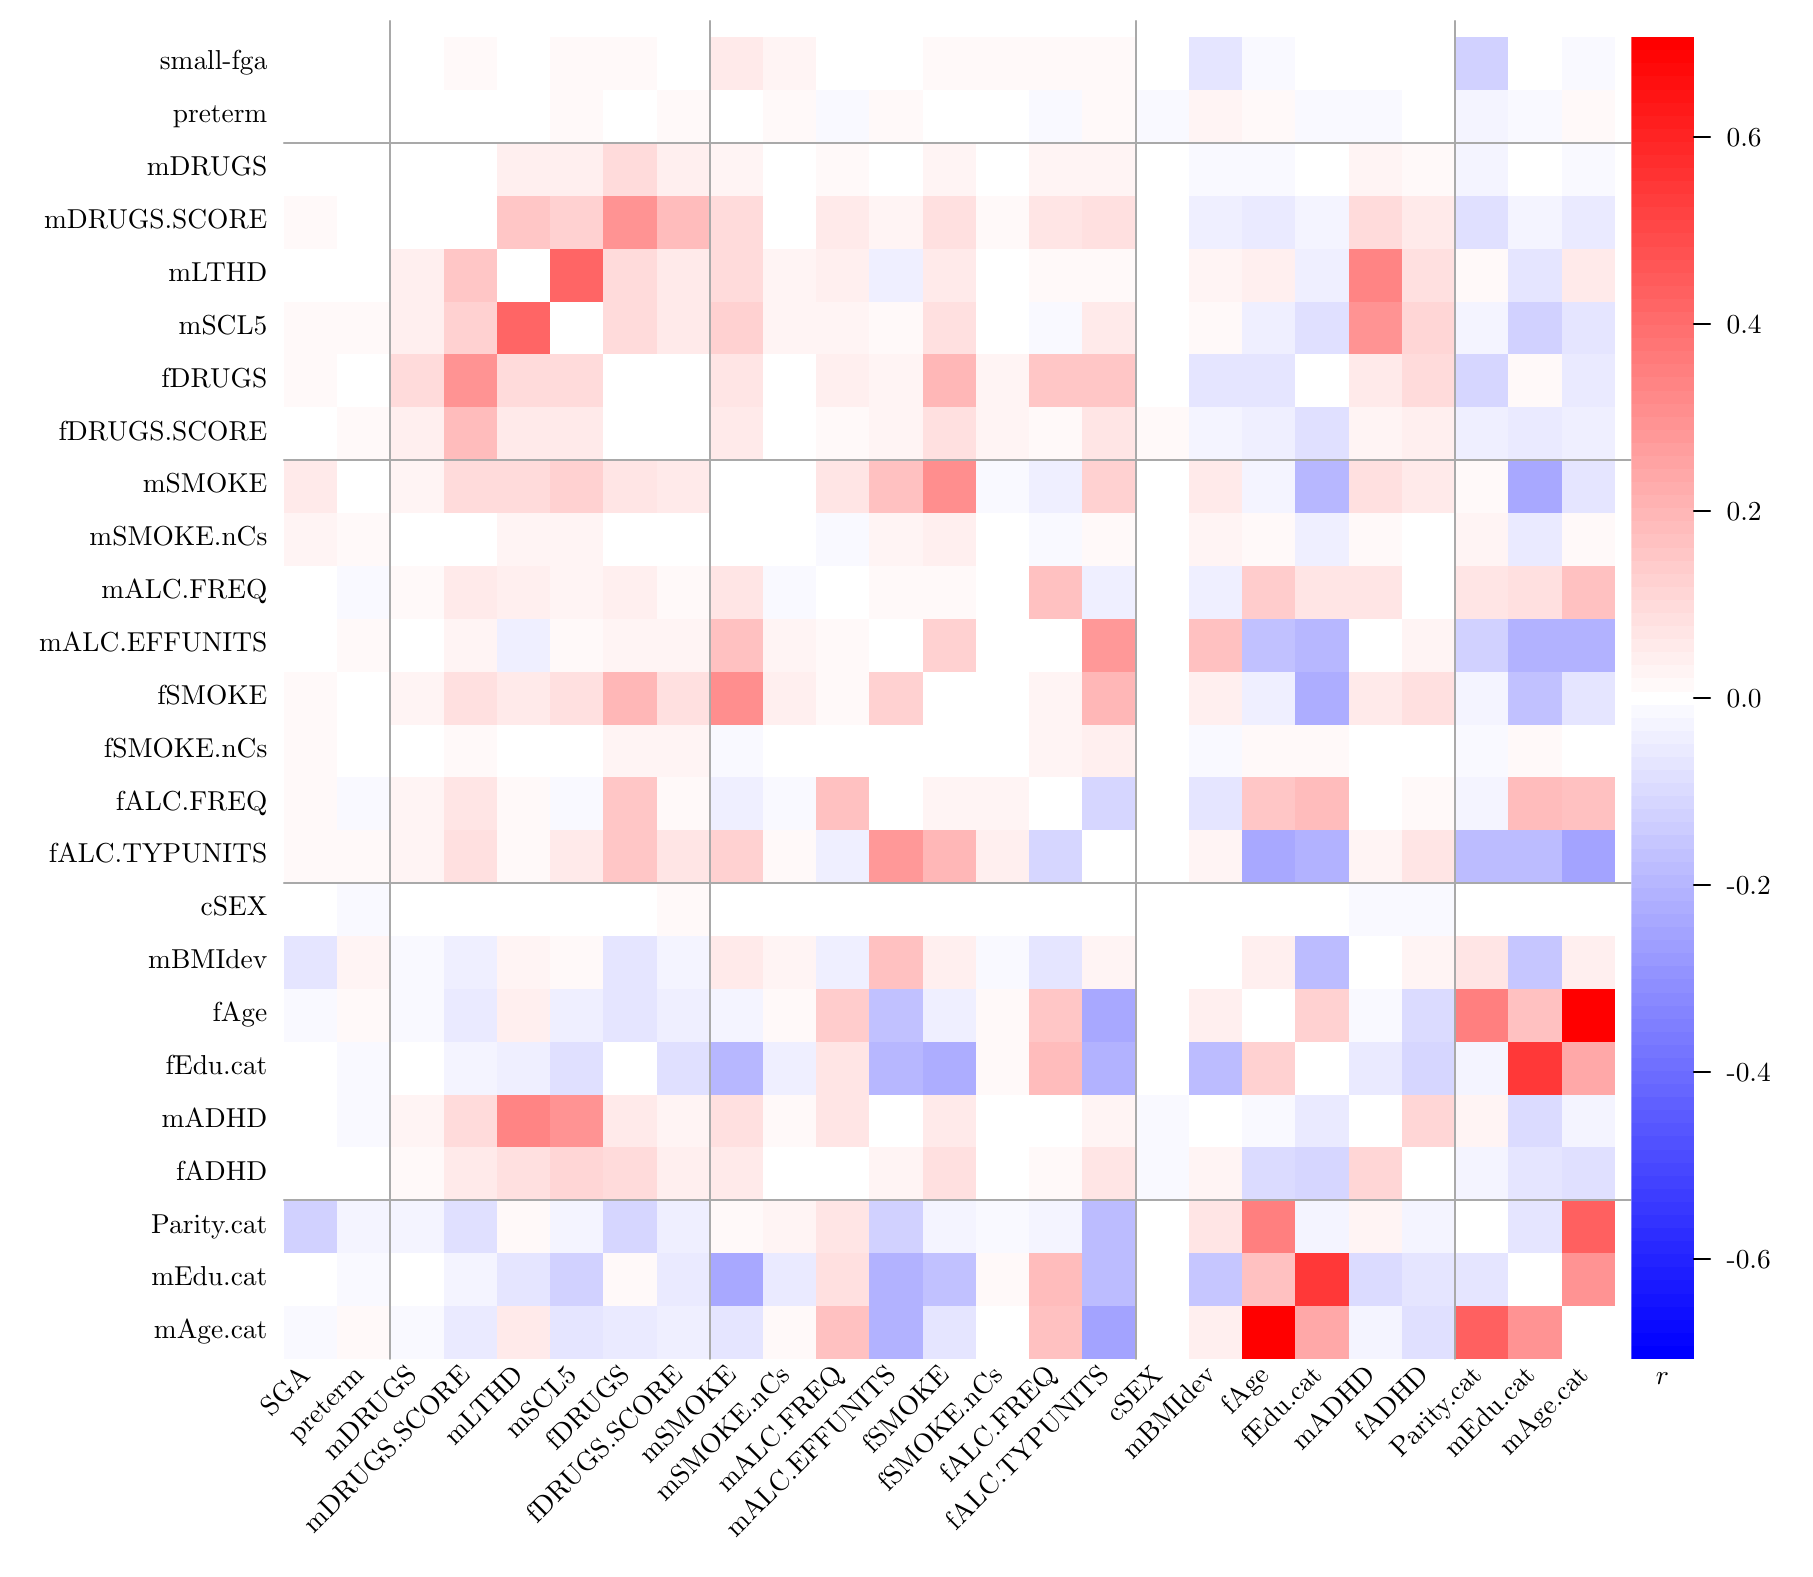 small-fga
preterm
mDRUGS
mDRUGS.SCORE
mLTHD
mSCL5
fDRUGS
fDRUGS.SCORE
mSMOKE
mSMOKE.nCs
mALC.FREQ
mALC.EFFUNITS
fSMOKE
fSMOKE.nCs
fALC.FREQ
fALC.TYPUNITS
cSEX
mBMIdev
fAge
fEdu.cat
mADHD
fADHD
Parity.cat
mEdu.cat
mAge.cat
SGA
preterm
mDRUGS
mDRUGS.SCORE
mLTHD
mSCL5
fDRUGS
fDRUGS.SCORE
mSMOKE
mSMOKE.nCs
mALC.FREQ
mALC.EFFUNITS
fSMOKE
fSMOKE.nCs
fALC.FREQ
fALC.TYPUNITS
cSEX
mBMIdev
fAge
fEdu.cat
mADHD
fADHD
Parity.cat
mEdu.cat
mAge.cat
0.6
0.4
0.2
0.0
-0.2
-0.4
-0.6
r